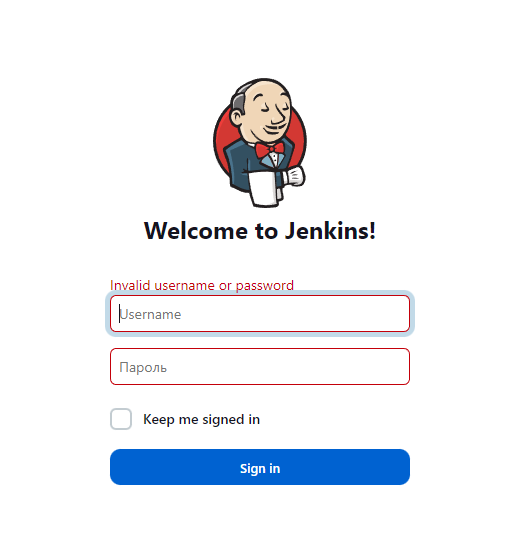 Welcome to Jenkins!
Invalid username or password
Username
Пароль
Keep me signed in
Sign in